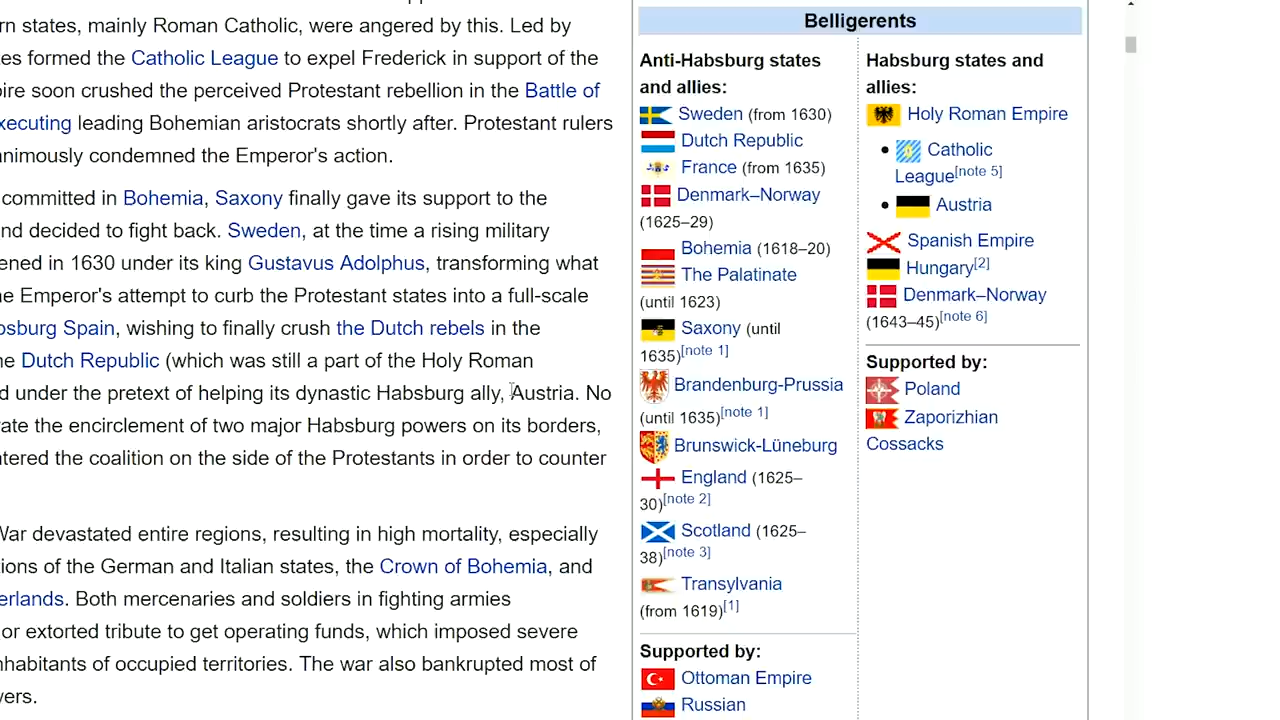 rn states, mainly Roman Catholic, were angered by this. Led by
es formed the Catholic League to expel Frederick in support of the
ire soon crushed the perceived Protestant rebellion in the Battle of
xecuting leading Bohemian aristocrats shortly after. Protestant rulers
animously condemned the Emperor's action.
committed in Bohemia, Saxony finally gave its support to the
nd decided to fight back. Sweden, at the time a rising military
ened in 1630 under its king Gustavus Adolphus, transforming what
he Emperor's attempt to curb the Protestant states into a full-scale
bsburg Spain, wishing to finally crush the Dutch rebels in the
he Dutch Republic (which was still a part of the Holy Roman
d under the pretext of helping its dynastic Habsburg ally, Austria. No
rate the encirclement of two major Habsburg powers on its borders,
ntered the coalition on the side of the Protestants in order to counter
War devastated entire regions, resulting in high mortality, especially
tions of the German and Italian states, the Crown of Bohemia, and
erlands. Both mercenaries and soldiers in fighting armies
or extorted tribute to get operating funds, which imposed severe
nhabitants of occupied territories. The war also bankrupted most of
wers.
Belligerents
Anti-Habsburg states
and allies:
Sweden (from 1630)
Dutch Republic
France (from 1635)
Denmark–Norway
(1625–29)
Bohemia (1618–20)
The Palatinate
(until 1623)
Saxony (until
1635)[note 1]
Brandenburg-Prussia
(until 1635)[note 1]
Brunswick-Lüneburg
England (1625–
30)[note 2]
Scotland (1625–
38)[note 3]
Transylvania
(from 1619)[1]
Supported by:
Ottoman Empire
Russian
Habsburg states and
allies:
Holy Roman Empire
Catholic
League[note 5]
Austria
Spanish Empire
Hungary[2]
Denmark–Norway
(1643–45)[note 6]
Supported by:
Poland
Zaporizhian
Cossacks